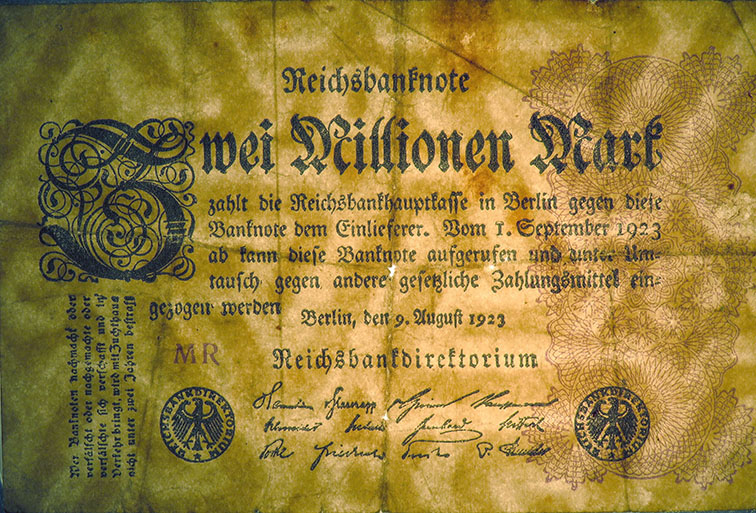 Reichsbanknote
Zwei Millionen Mark
zahlt die Reichsbankhauptkasse in Berlin gegen diese
Banknote dem Einlieferer. Vom 1. September 1923
ab kann diese Banknote aufgerufen und unter Um-
tausch gegen andere gesetzliche Zahlungsmittel ein-
gezogen werden
Berlin, den 9. August 1923
MR
Reichsbankdirektorium
Wer Banknoten nachmacht oder
verfälscht oder nachgemachte oder
verfälschte sich verschafft und in
Verkehr bringt, wird mit Zuchthaus
nicht unter zwei Jahren bestraft
REICHSBANKDIREKTORIUM
REICHSBANKDIREKTORIUM